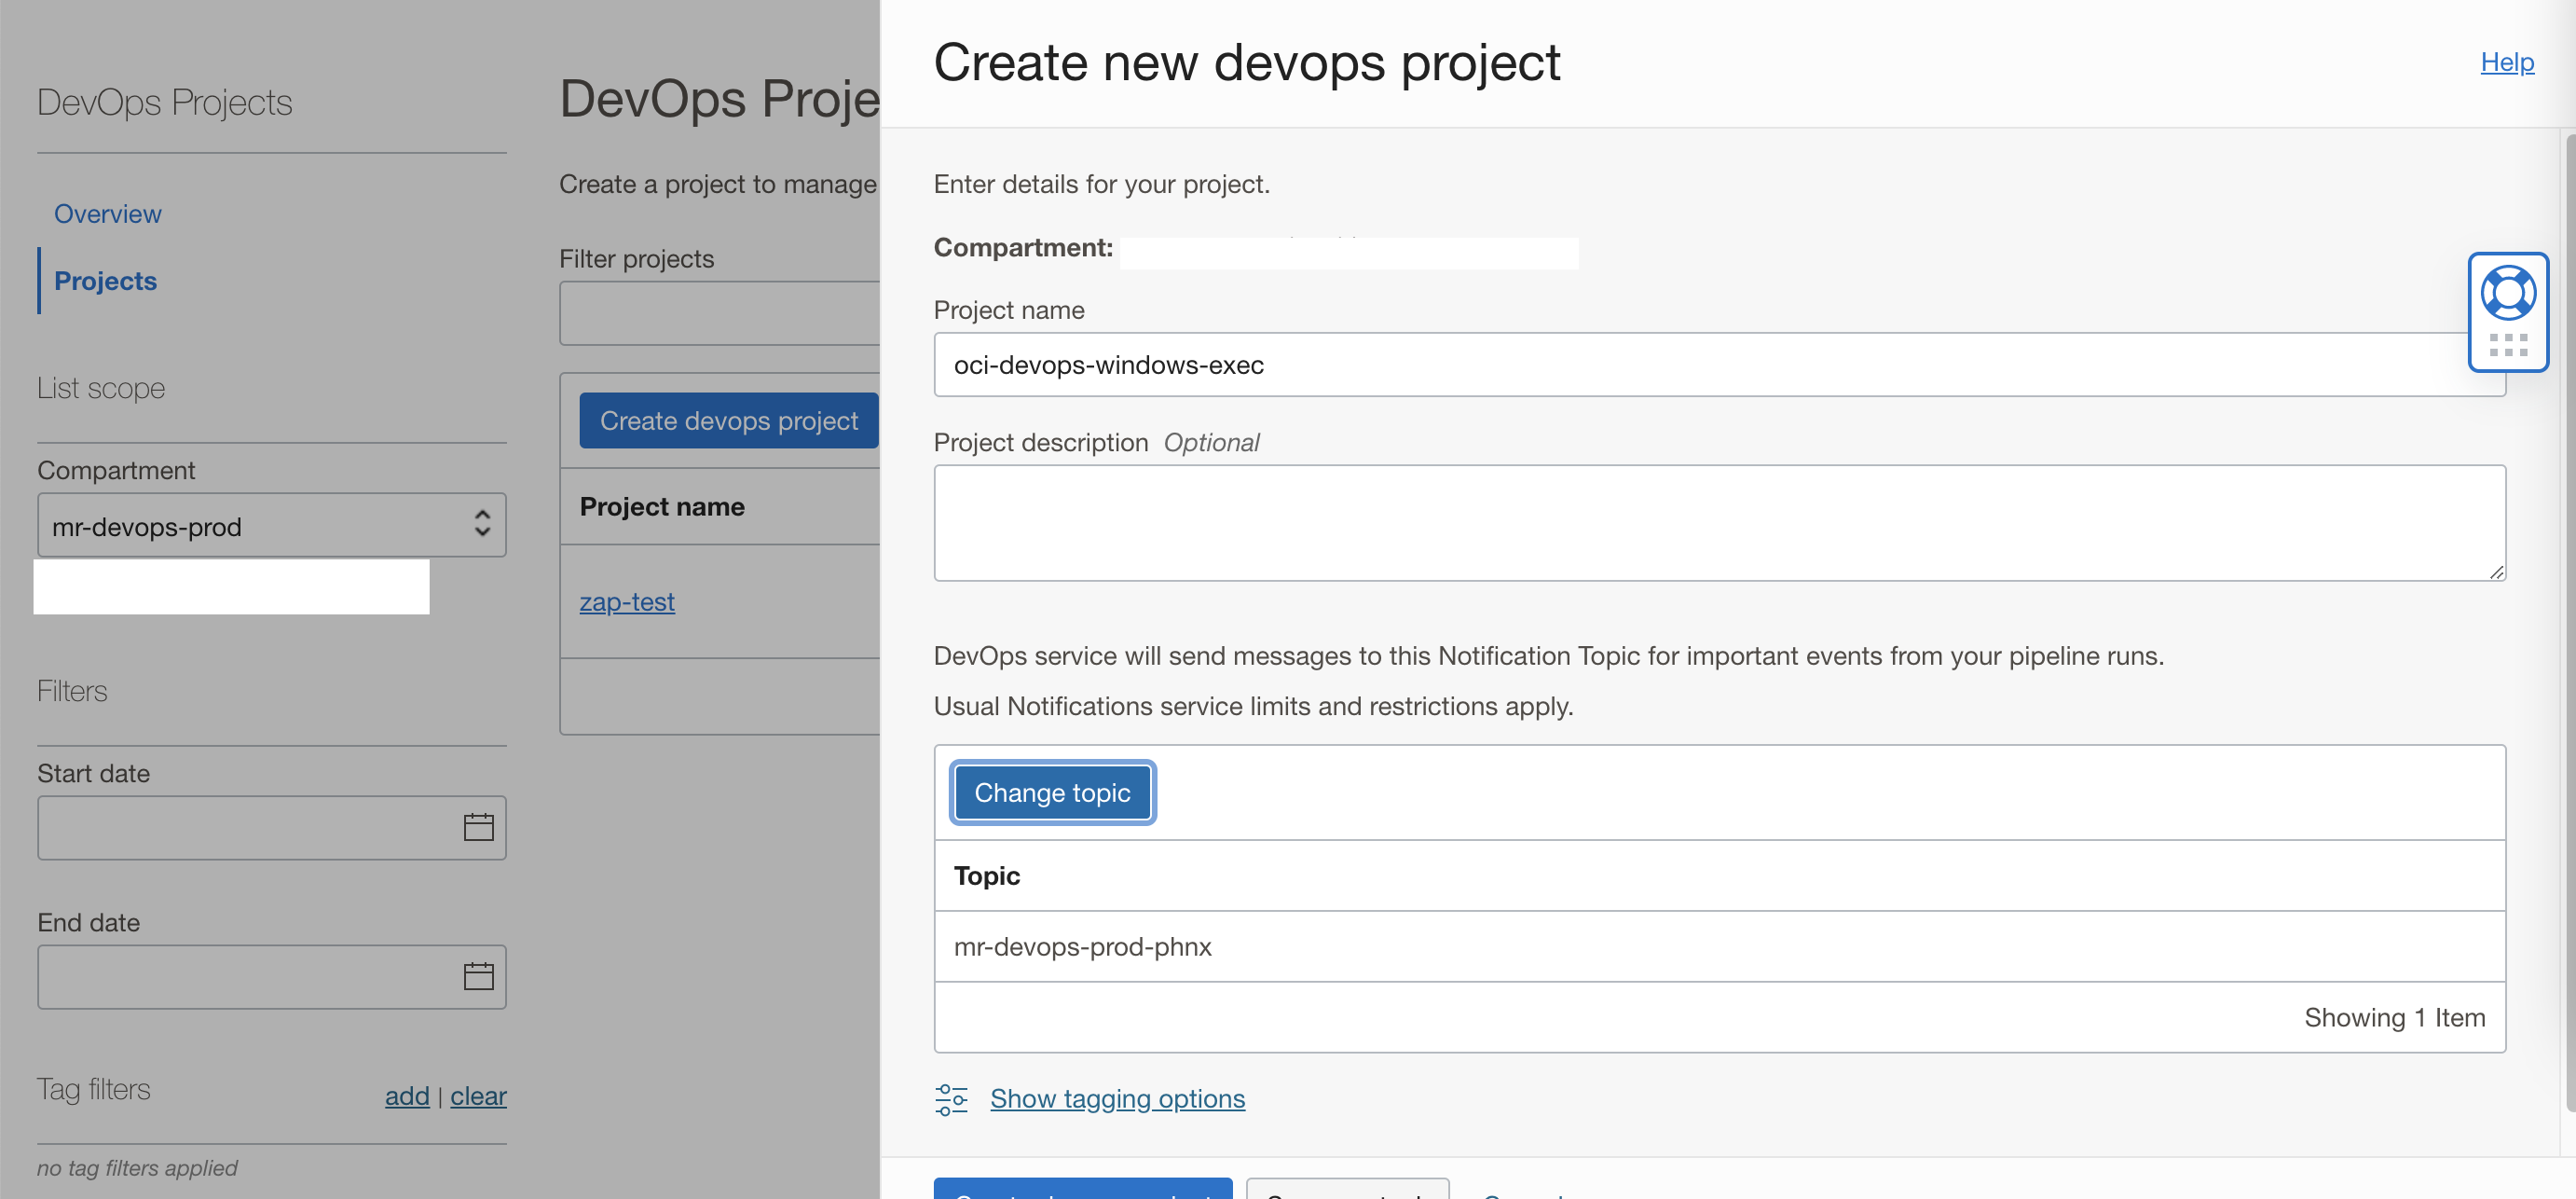 DevOps Projects
Overview
Projects
List scope
Compartment
mr-devops-prod
Filters
Start date
End date
Tag filters add | clear
no tag filters applied
DevOps Proje
Create a project to manage
Filter projects
Create devops project
Project name
zap-test
Create new devops project
Help
Enter details for your project.
Compartment:
Project name
oci-devops-windows-exec
Project description Optional
DevOps service will send messages to this Notification Topic for important events from your pipeline runs.
Usual Notifications service limits and restrictions apply.
Change topic
Topic
mr-devops-prod-phnx
Showing 1 Item
Show tagging options